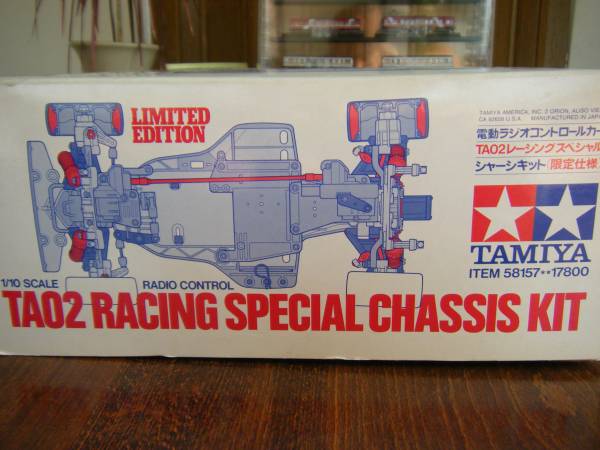 LIMITED
EDITION
TAMIYA AMERICA, INC. 2 ORION, ALISO VIE
CA 92656 U.S.A. MANUFACTURED IN JAPA
電動ラジオコントロールカー
TA02レーシングスペシャル
シャーシキット(限定仕様)
TAMIYA
ITEM 58157**17800
1/10 SCALE RADIO CONTROL
TA02 RACING SPECIAL CHASSIS KIT